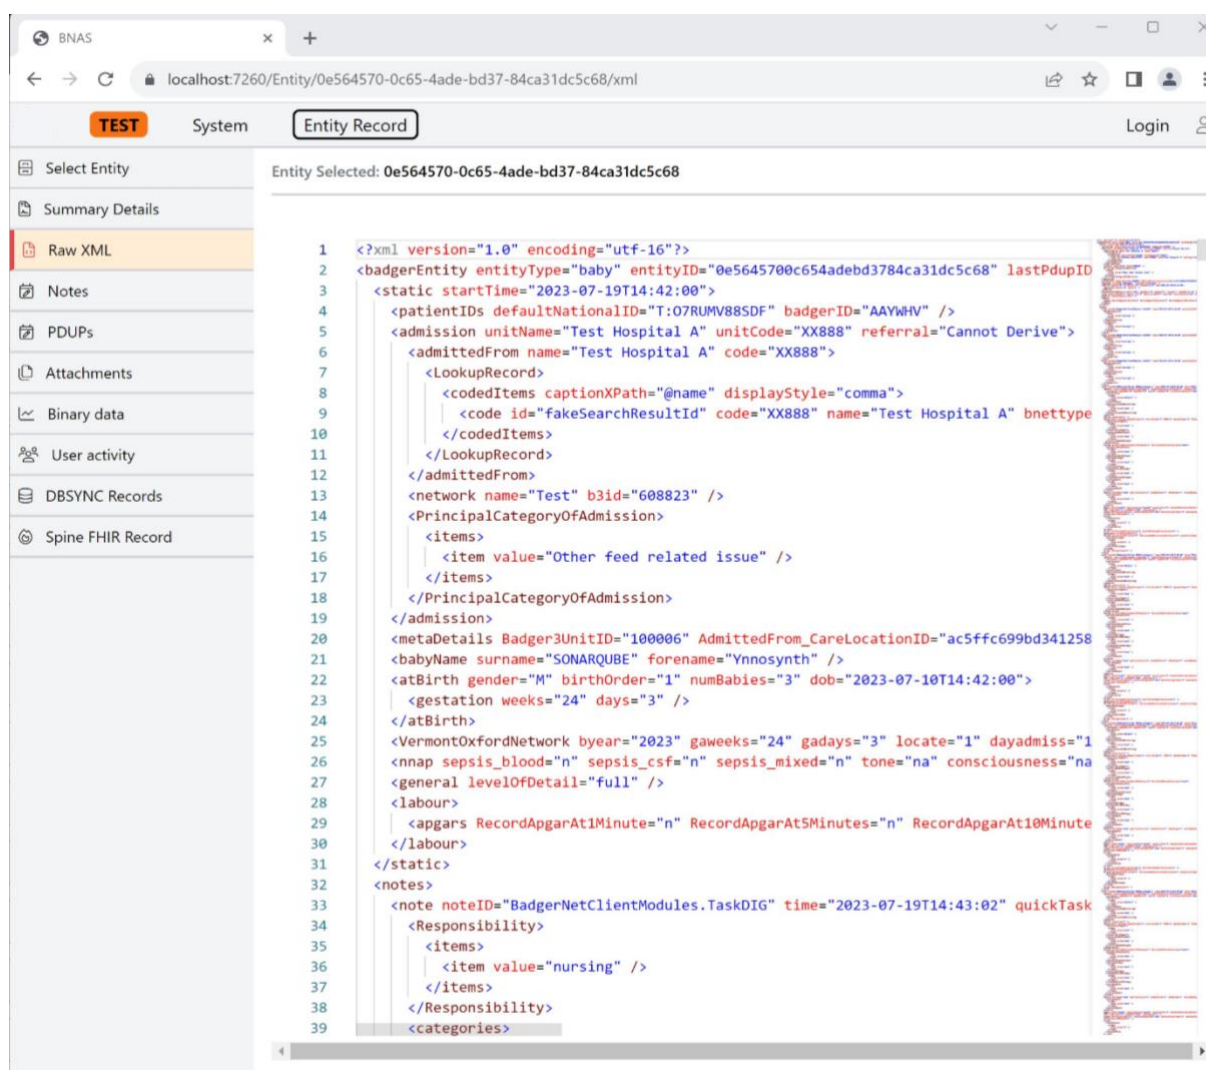 BNAS
localhost:7260/Entity/0e564570-0c65-4ade-bd37-84ca31dc5c68/xml
TEST System Entity Record Login
Select Entity
Summary Details
Raw XML
Notes
PDUPs
Attachments
Binary data
User activity
DBSYNC Records
Spine FHIR Record
Entity Selected: 0e564570-0c65-4ade-bd37-84ca31dc5c68
1 <?xml version="1.0" encoding="utf-16"?>
2 <badgerEntity entityType="baby" entityID="0e5645700c654adebd3784ca31dc5c68" lastPdupID
3 <static startTime="2023-07-19T14:42:00">
4 <patientIDs defaultNationalID="T:O7RUMV88SDF" badgerID="AAYWHV" />
5 <admission unitName="Test Hospital A" unitCode="XX888" referral="Cannot Derive">
6 <admittedFrom name="Test Hospital A" code="XX888">
7 <LookupRecord>
8 <codedItems captionXPath="@name" displayStyle="comma">
9 <code id="fakeSearchResultId" code="XX888" name="Test Hospital A" bnettype
10 </codedItems>
11 </LookupRecord>
12 </admittedFrom>
13 <network name="Test" b3id="608823" />
14 <PrincipalCategoryOfAdmission>
15 <items>
16 <item value="Other feed related issue" />
17 </items>
18 </PrincipalCategoryOfAdmission>
19 </admission>
20 <metaDetails Badger3UnitID="100006" AdmittedFrom_CareLocationID="ac5ffc699bd341258
21 <babyName surname="SONARQUBE" forename="Ynnosynth" />
22 <atBirth gender="M" birthOrder="1" numBabies="3" dob="2023-07-10T14:42:00">
23 <gestation weeks="24" days="3" />
24 </atBirth>
25 <VermontOxfordNetwork byear="2023" gaweeks="24" gadays="3" locate="1" dayadmiss="1
26 <nnap sepsis_blood="n" sepsis_csf="n" sepsis_mixed="n" tone="na" consciousness="na
27 <general levelOfDetail="full" />
28 <labour>
29 <apgars RecordApgarAt1Minute="n" RecordApgarAt5Minutes="n" RecordApgarAt10Minute
30 </labour>
31 </static>
32 <notes>
33 <note noteID="BadgerNetClientModules.TaskDIG" time="2023-07-19T14:43:02" quickTask
34 <Responsibility>
35 <items>
36 <item value="nursing" />
37 </items>
38 </Responsibility>
39 <categories>